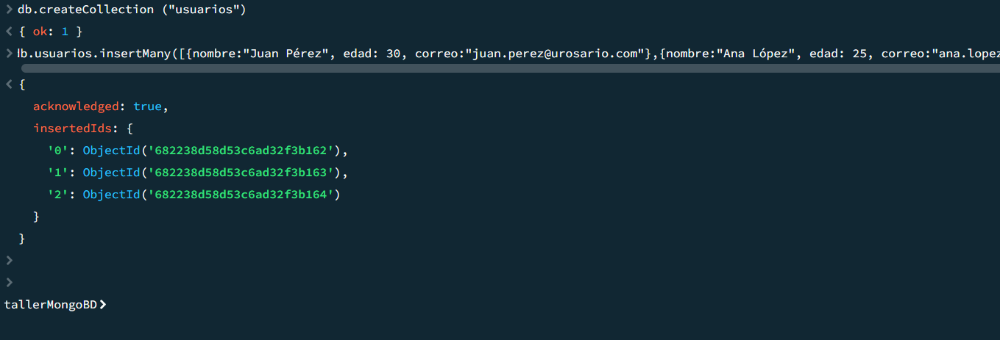 db.createCollection ("usuarios")
{ ok: 1 }
db.usuarios.insertMany([{nombre:"Juan Pérez", edad: 30, correo:"juan.perez@urosario.com"},{nombre:"Ana López", edad: 25, correo:"ana.lopez
{
acknowledged: true,
insertedIds: {
'0': ObjectId('682238d58d53c6ad32f3b162'),
'1': ObjectId('682238d58d53c6ad32f3b163'),
'2': ObjectId('682238d58d53c6ad32f3b164')
}
}
tallerMongoBD>